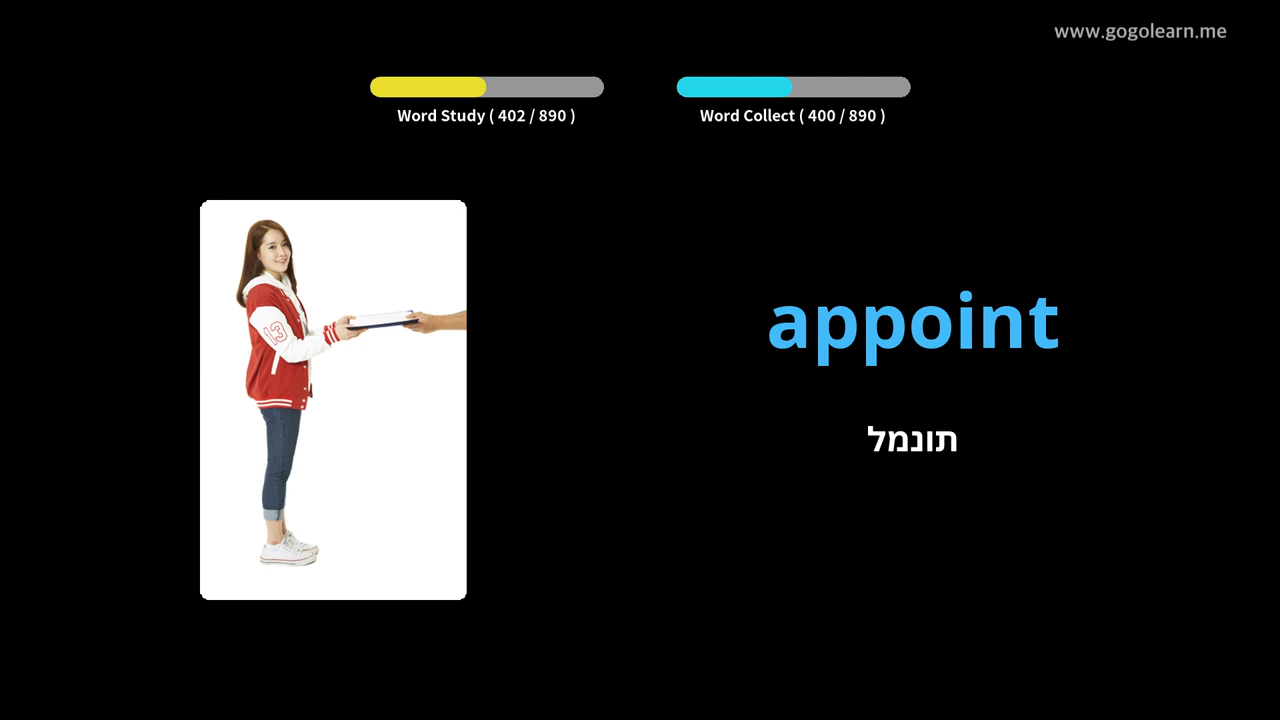 www.gogolearn.me
Word Study ( 402 / 890 )
Word Collect ( 400 / 890 )
13
appoint
תונמל